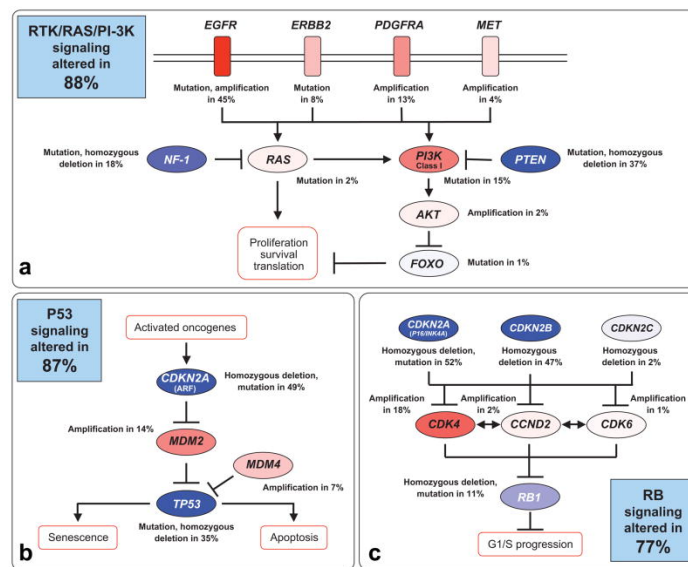 RTK/RAS/PI-3K
signaling
altered in
88%
EGFR
ERBB2
PDGFRA
MET
Mutation, amplification
in 45%
Mutation
in 8%
Amplification
in 13%
Amplification
in 4%
Mutation, homozygous
deletion in 18%
NF-1
RAS
Mutation in 2%
PI3K
Class I
Mutation in 15%
PTEN
Mutation, homozygous
deletion in 37%
AKT
Amplification in 2%
Proliferation
survival
translation
FOXO
Mutation in 1%
a
P53
signaling
altered in
87%
Activated oncogenes
CDKN2A
(ARF)
Homozygous deletion,
mutation in 49%
Amplification in 14%
MDM2
MDM4
Amplification in 7%
TP53
Mutation, homozygous
deletion in 35%
Senescence
Apoptosis
b
CDKN2A
(P16/INK4A)
CDKN2B
CDKN2C
Homozygous deletion,
mutation in 52%
Homozygous
deletion in 47%
Homozygous
deletion in 2%
Amplification
in 18%
Amplification
in 2%
Amplification
in 1%
CDK4
CCND2
CDK6
Homozygous deletion,
mutation in 11%
RB1
G1/S progression
RB
signaling
altered in
77%
c